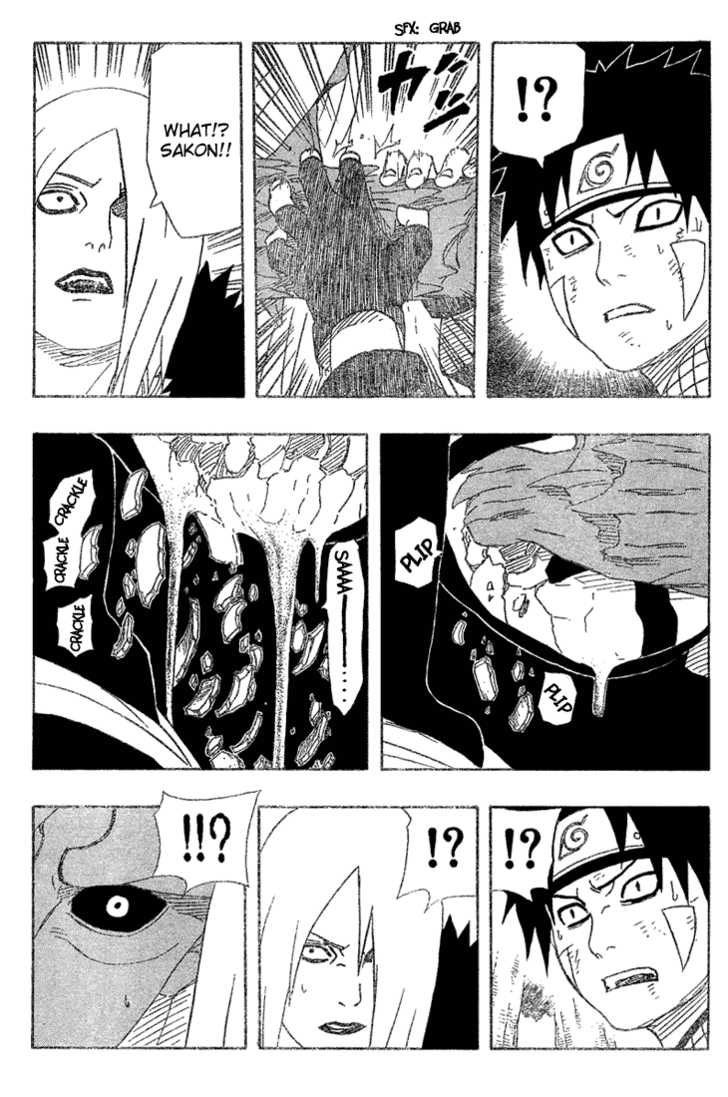 SFX: GRAB
!?
ガッ
WHAT!?
SAKON!!
PLIP
PLIP
SAAA—......
CRACKLE
CRACKLE
CRACKLE
!?
!?
!!?